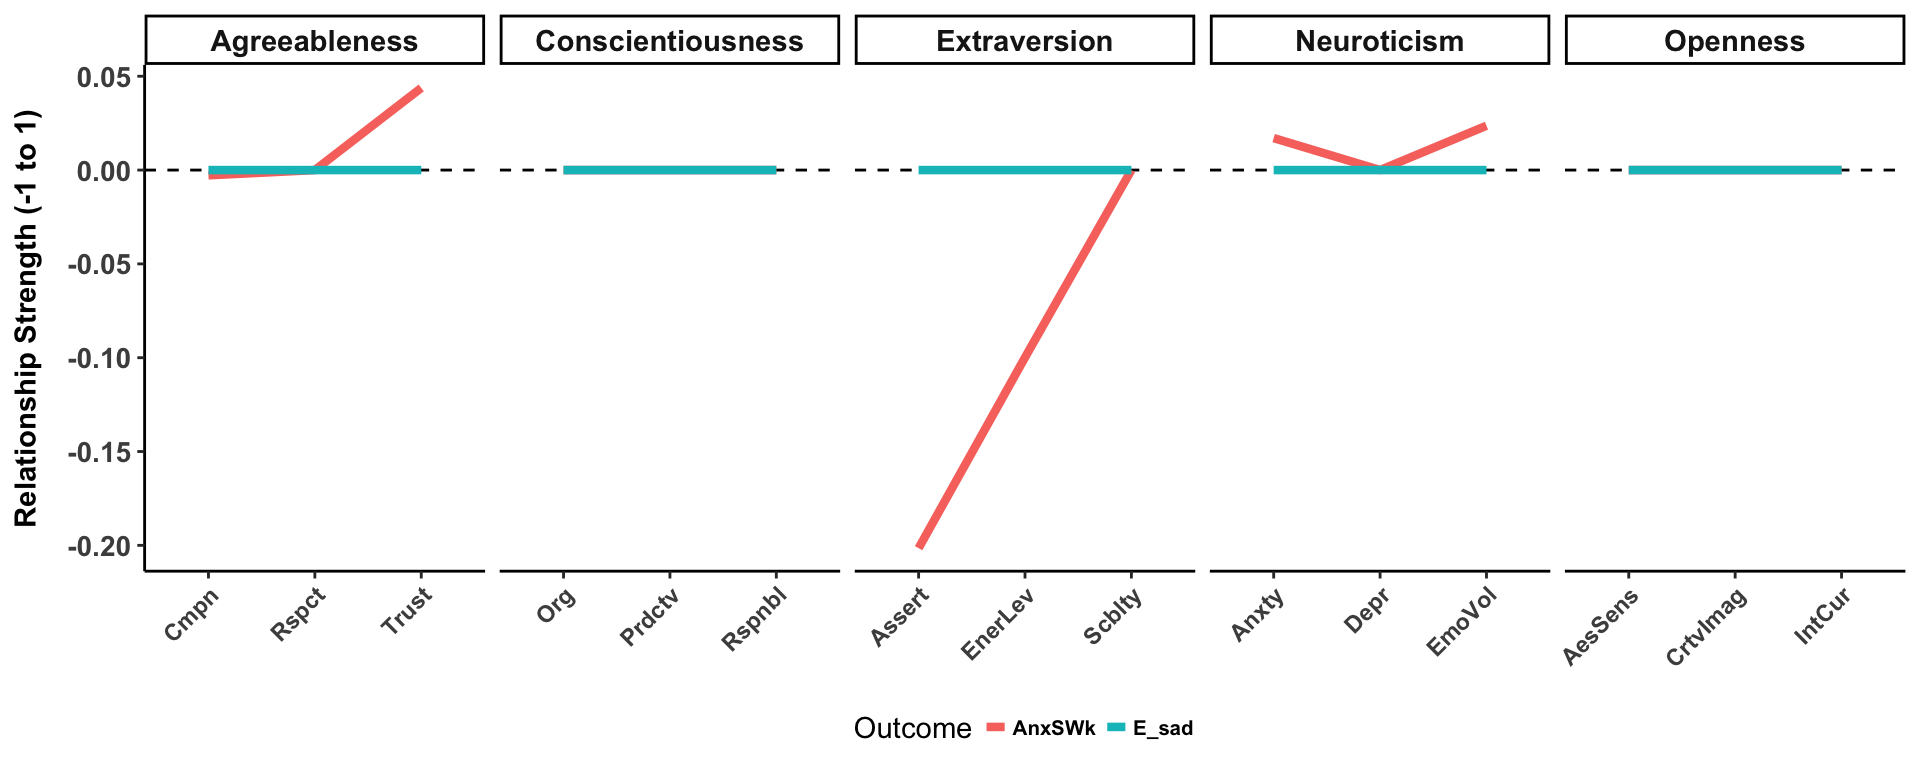 Agreeableness Conscientiousness Extraversion Neuroticism Openness
Relationship Strength (-1 to 1)
0.05
0.00
-0.05
-0.10
-0.15
-0.20
Cmpn Rspct Trust Org Prdctv Rspnbl Assert EnerLev Scblty Anxty Depr EmoVol AesSens CrtvImag IntCur
Outcome AnxSWk E_sad